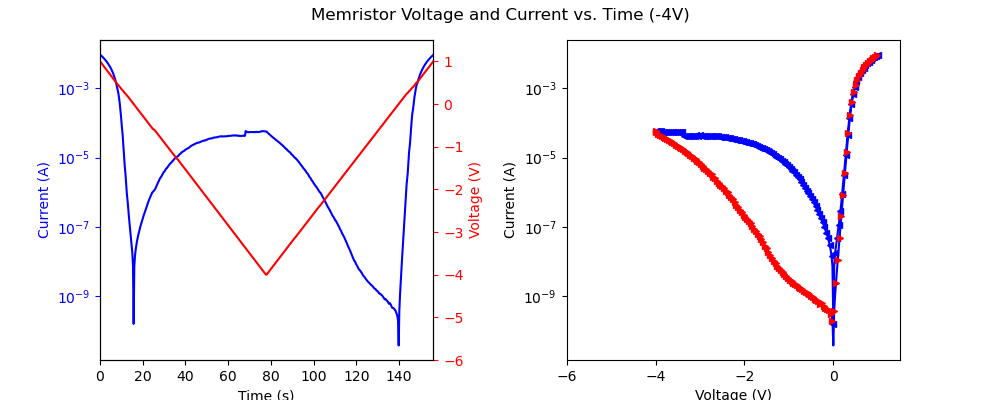 Memristor Voltage and Current vs. Time (-4V)
Current (A)
10⁻³
10⁻⁵
10⁻⁷
10⁻⁹
0 20 40 60 80 100 120 140
Time (s)
1
0
−1
−2
−3
−4
−5
−6
Voltage (V)
Current (A)
10⁻³
10⁻⁵
10⁻⁷
10⁻⁹
−6 −4 −2 0
Voltage (V)